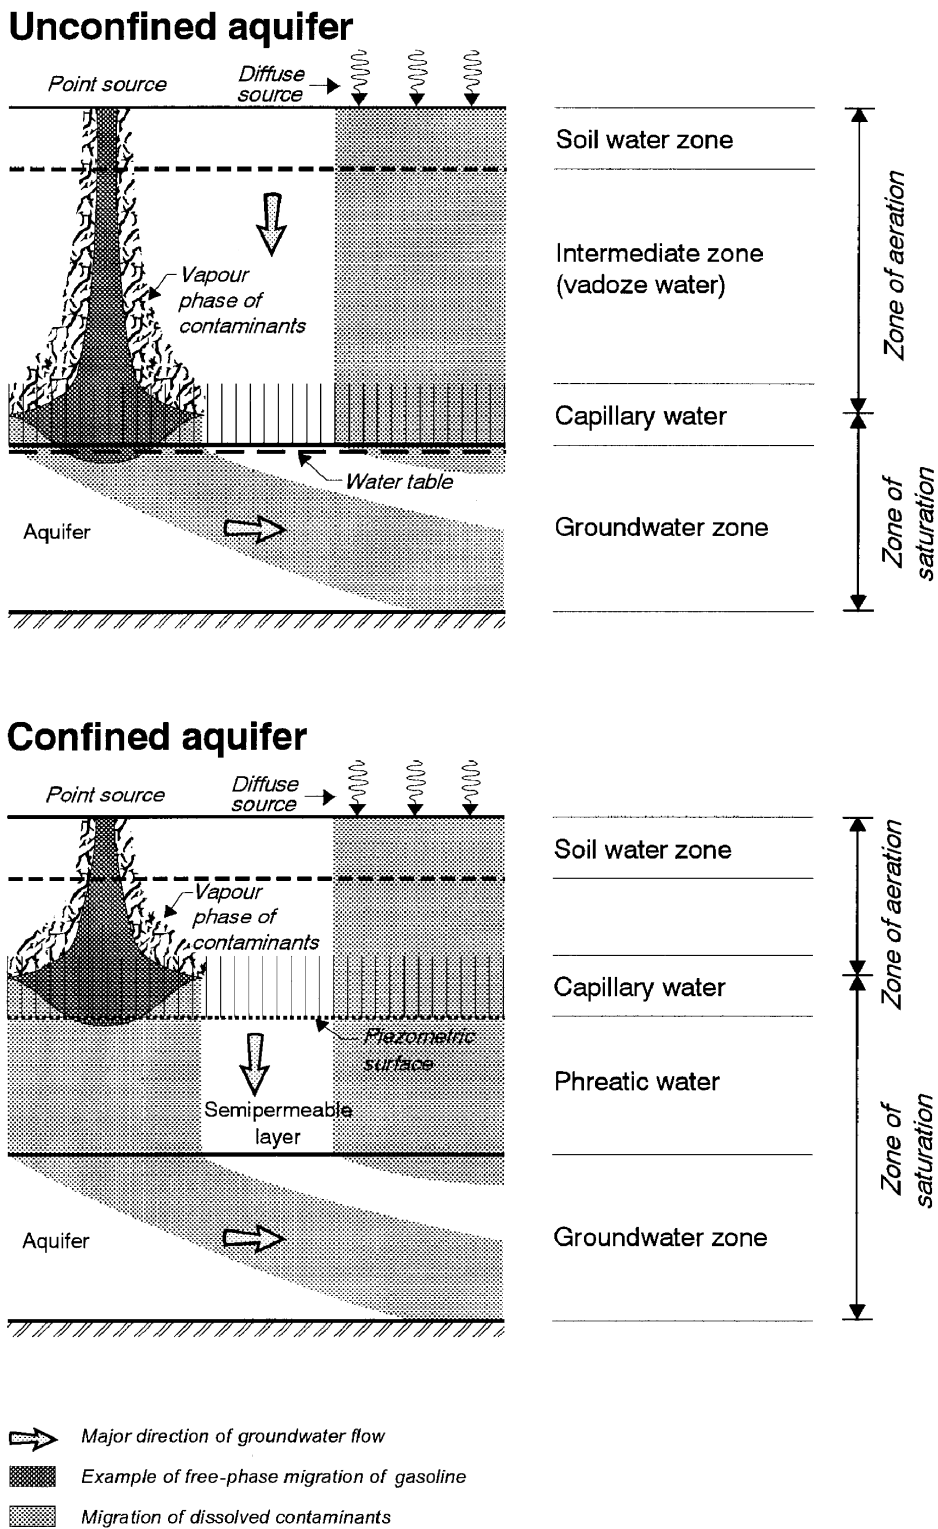 Unconfined aquifer
Point source
Diffuse
source
Soil water zone
Intermediate zone
(vadoze water)
Vapour
phase of
contaminants
Capillary water
Water table
Aquifer
Groundwater zone
Zone of aeration
Zone of
saturation
Confined aquifer
Point source
Diffuse
source
Soil water zone
Vapour
phase of
contaminants
Capillary water
Piezometric
surface
Phreatic water
Semipermeable
layer
Aquifer
Groundwater zone
Zone of aeration
Zone of
saturation
Major direction of groundwater flow
Example of free-phase migration of gasoline
Migration of dissolved contaminants